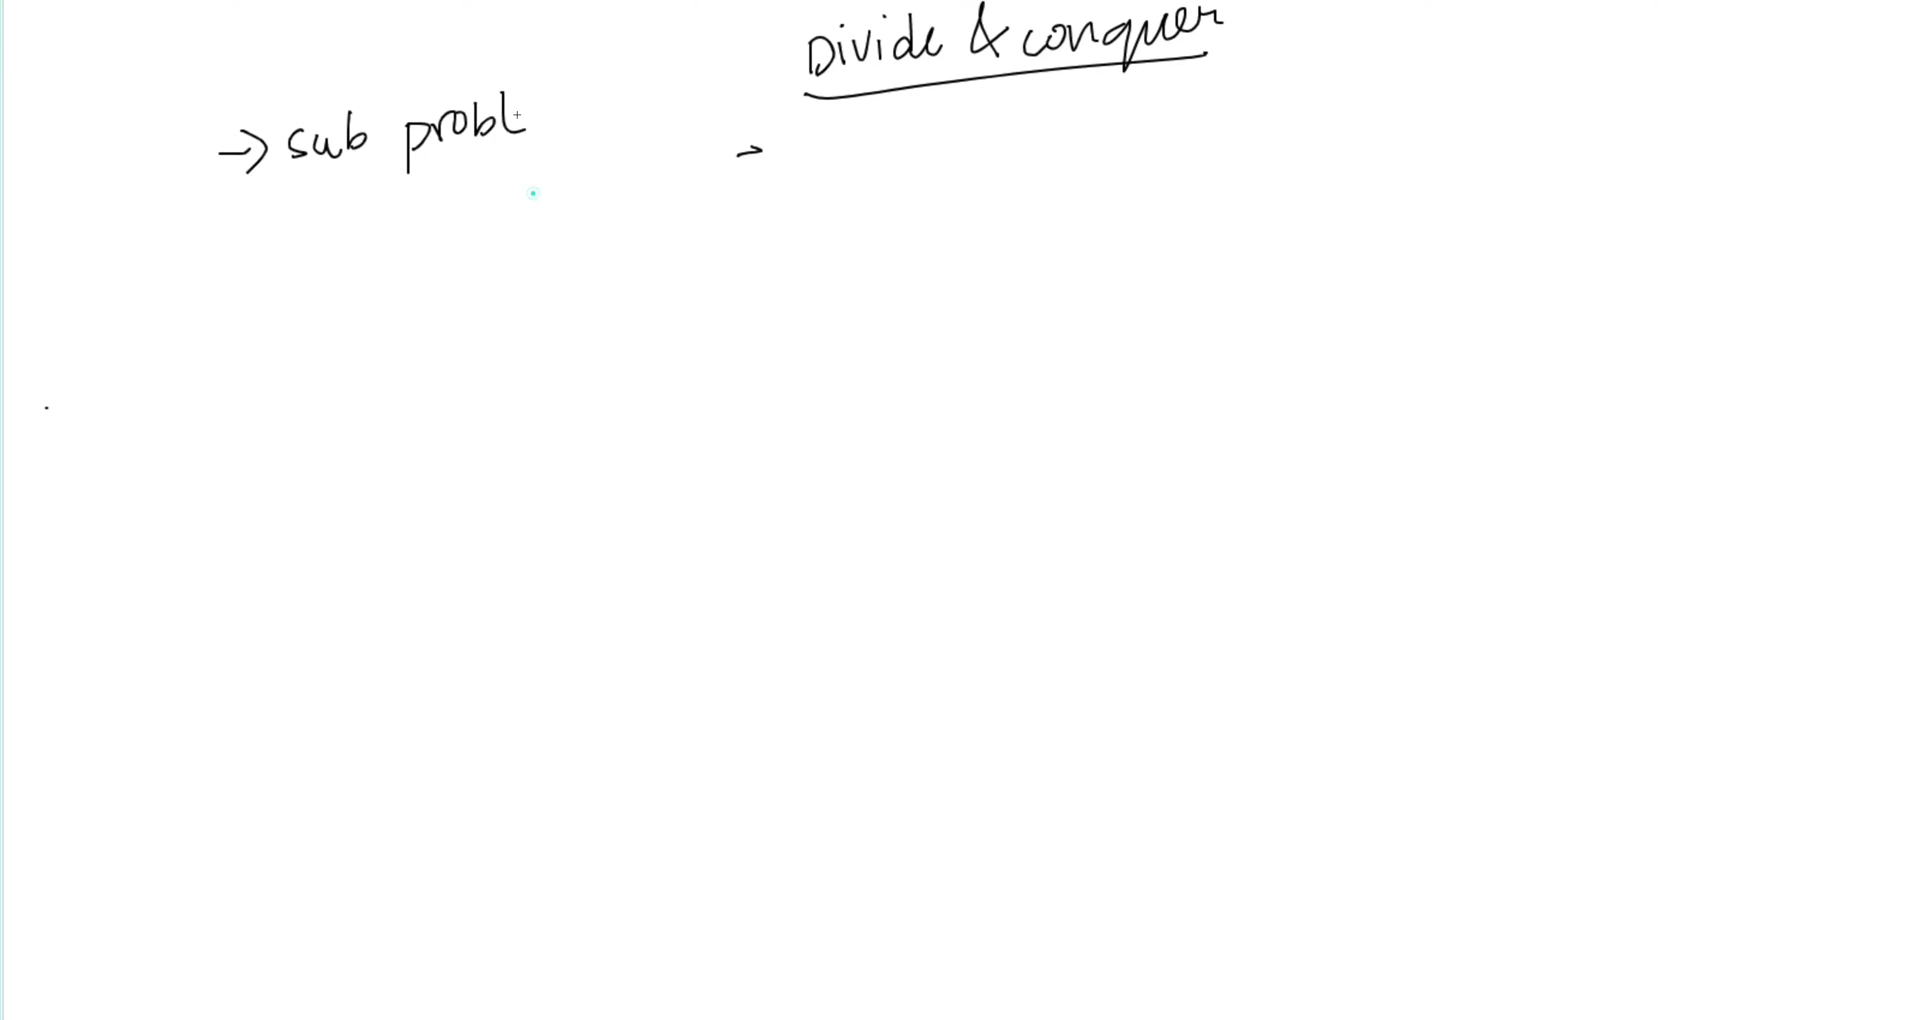 Divide & conquer
→ sub probl
→